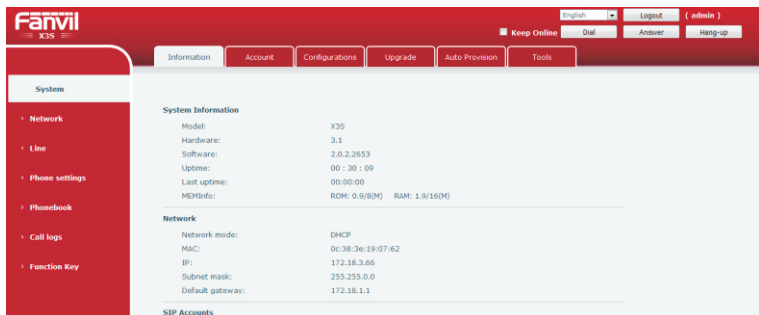 Fanvil
X3S
English
Logout
( admin )
Keep Online
Dial
Answer
Hang-up
Information
Account
Configurations
Upgrade
Auto Provision
Tools
System
› Network
› Line
› Phone settings
› Phonebook
› Call logs
› Function Key
System Information
Model: X3S
Hardware: 3.1
Software: 2.0.2.2653
Uptime: 00 : 30 : 09
Last uptime: 00:00:00
MEMInfo: ROM: 0.9/8(M) RAM: 1.9/16(M)
Network
Network mode: DHCP
MAC: 0c:38:3e:19:07:62
IP: 172.18.3.66
Subnet mask: 255.255.0.0
Default gateway: 172.18.1.1
SIP Accounts